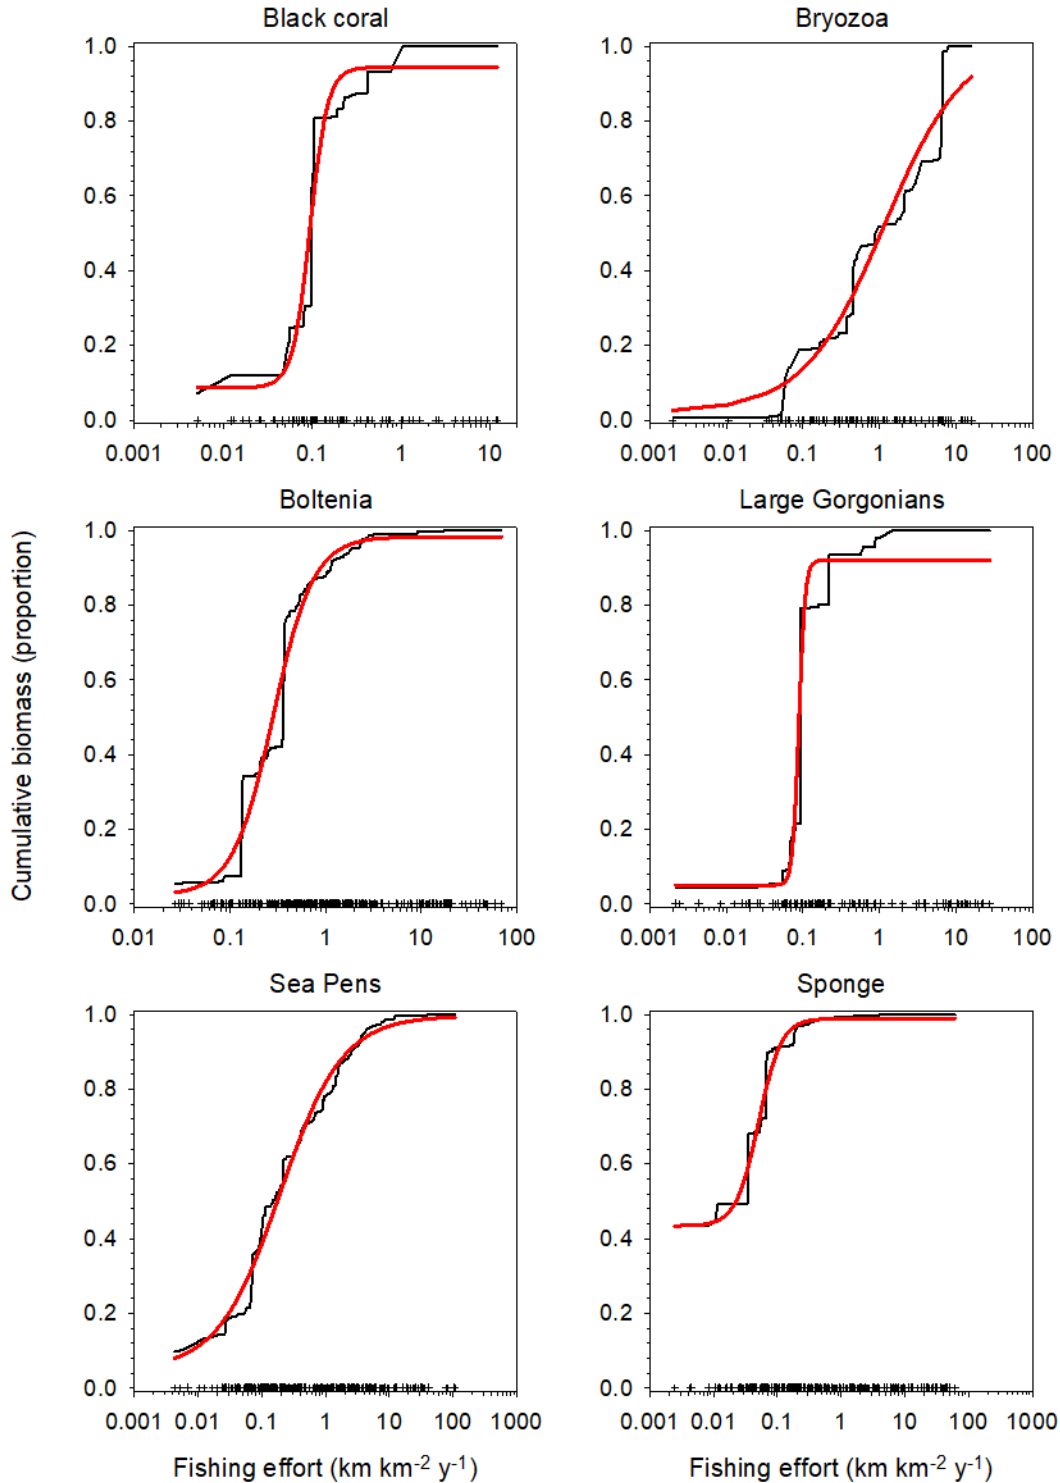 Black coral
Bryozoa
1.0
0.8
0.6
0.4
0.2
0.0
0.001 0.01 0.1 1 10
1.0
0.8
0.6
0.4
0.2
0.0
0.001 0.01 0.1 1 10 100
Boltenia
Large Gorgonians
Cumulative biomass (proportion)
1.0
0.8
0.6
0.4
0.2
0.0
0.01 0.1 1 10 100
1.0
0.8
0.6
0.4
0.2
0.0
0.001 0.01 0.1 1 10 100
Sea Pens
Sponge
1.0
0.8
0.6
0.4
0.2
0.0
0.001 0.01 0.1 1 10 100 1000
1.0
0.8
0.6
0.4
0.2
0.0
0.001 0.01 0.1 1 10 100 1000
Fishing effort (km km⁻² y⁻¹)
Fishing effort (km km⁻² y⁻¹)